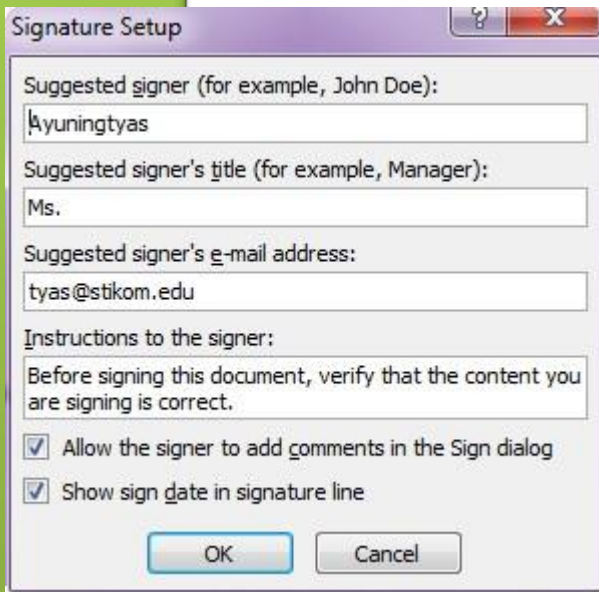 Signature Setup
Suggested signer (for example, John Doe):
Ayuningtyas
Suggested signer's title (for example, Manager):
Ms.
Suggested signer's e-mail address:
tyas@stikom.edu
Instructions to the signer:
Before signing this document, verify that the content you
are signing is correct.
Allow the signer to add comments in the Sign dialog
Show sign date in signature line
OK Cancel